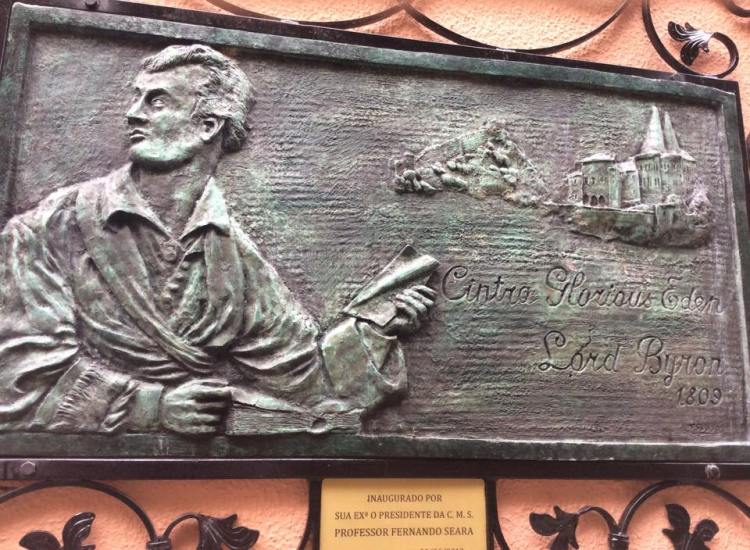 Cintra Glorious Eden
Lord Byron
1809
INAUGURADO POR
SUA EXª O PRESIDENTE DA C. M. S.
PROFESSOR FERNANDO SEARA